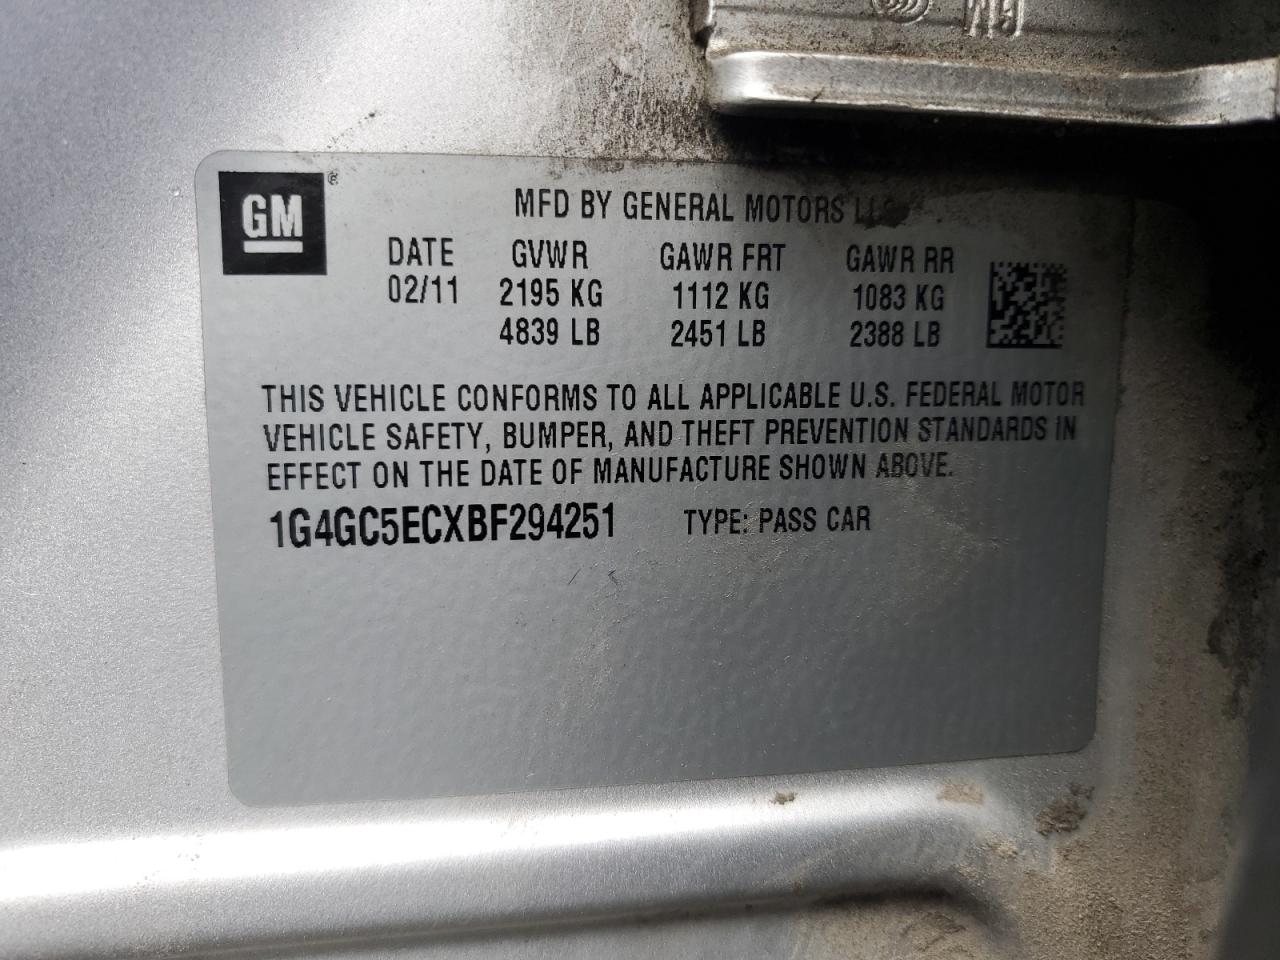 GM ®
MFD BY GENERAL MOTORS LLC
DATE GVWR GAWR FRT GAWR RR
02/11 2195 KG 1112 KG 1083 KG
4839 LB 2451 LB 2388 LB
THIS VEHICLE CONFORMS TO ALL APPLICABLE U.S. FEDERAL MOTOR
VEHICLE SAFETY, BUMPER, AND THEFT PREVENTION STANDARDS IN
EFFECT ON THE DATE OF MANUFACTURE SHOWN ABOVE.
1G4GC5ECXBF294251 TYPE: PASS CAR